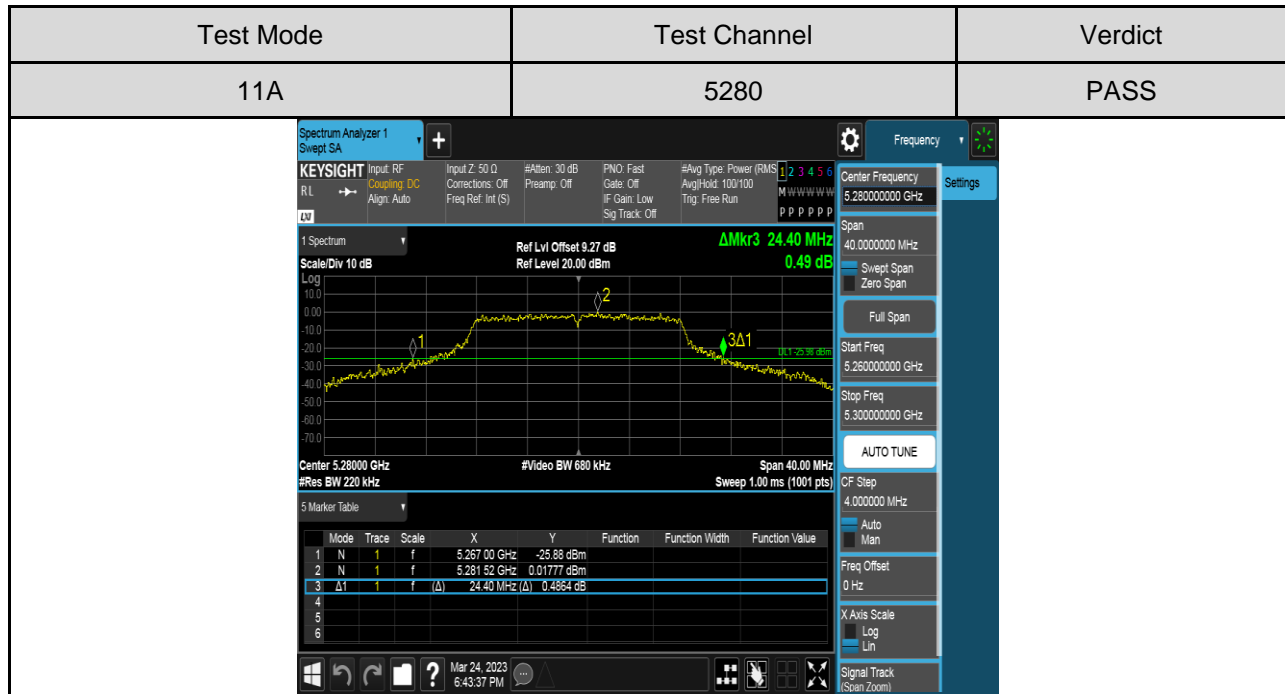 Test Mode Test Channel Verdict
11A 5280 PASS
Spectrum Analyzer 1
Swept SA
+
Frequency
KEYSIGHT Input: RF Input Z: 50 Ω #Atten: 30 dB PNO: Fast #Avg Type: Power (RMS 1 2 3 4 5 6
RL Coupling: DC Corrections: Off Preamp: Off Gate: Off Avg|Hold: 100/100 M W W W W W
Align: Auto Freq Ref: Int (S) IF Gain: Low Trig: Free Run
LXI Sig Track: Off P P P P P P
1 Spectrum Ref Lvl Offset 9.27 dB ΔMkr3 24.40 MHz
Scale/Div 10 dB Ref Level 20.00 dBm 0.49 dB
Log
10.0
0.00
-10.0
-20.0
-30.0
-40.0
-50.0
-60.0
-70.0
1
2
3Δ1
DL1 -25.98 dBm
Center 5.28000 GHz #Video BW 680 kHz Span 40.00 MHz
#Res BW 220 kHz Sweep 1.00 ms (1001 pts)
5 Marker Table
Mode Trace Scale X Y Function Function Width Function Value
1 N 1 f 5.267 00 GHz -25.88 dBm
2 N 1 f 5.281 52 GHz 0.01777 dBm
3 Δ1 1 f (Δ) 24.40 MHz (Δ) 0.4864 dB
4
5
6
? Mar 24, 2023
6:43:37 PM
Center Frequency
5.280000000 GHz
Settings
Span
40.0000000 MHz
Swept Span
Zero Span
Full Span
Start Freq
5.260000000 GHz
Stop Freq
5.300000000 GHz
AUTO TUNE
CF Step
4.000000 MHz
Auto
Man
Freq Offset
0 Hz
X Axis Scale
Log
Lin
Signal Track
(Span Zoom)